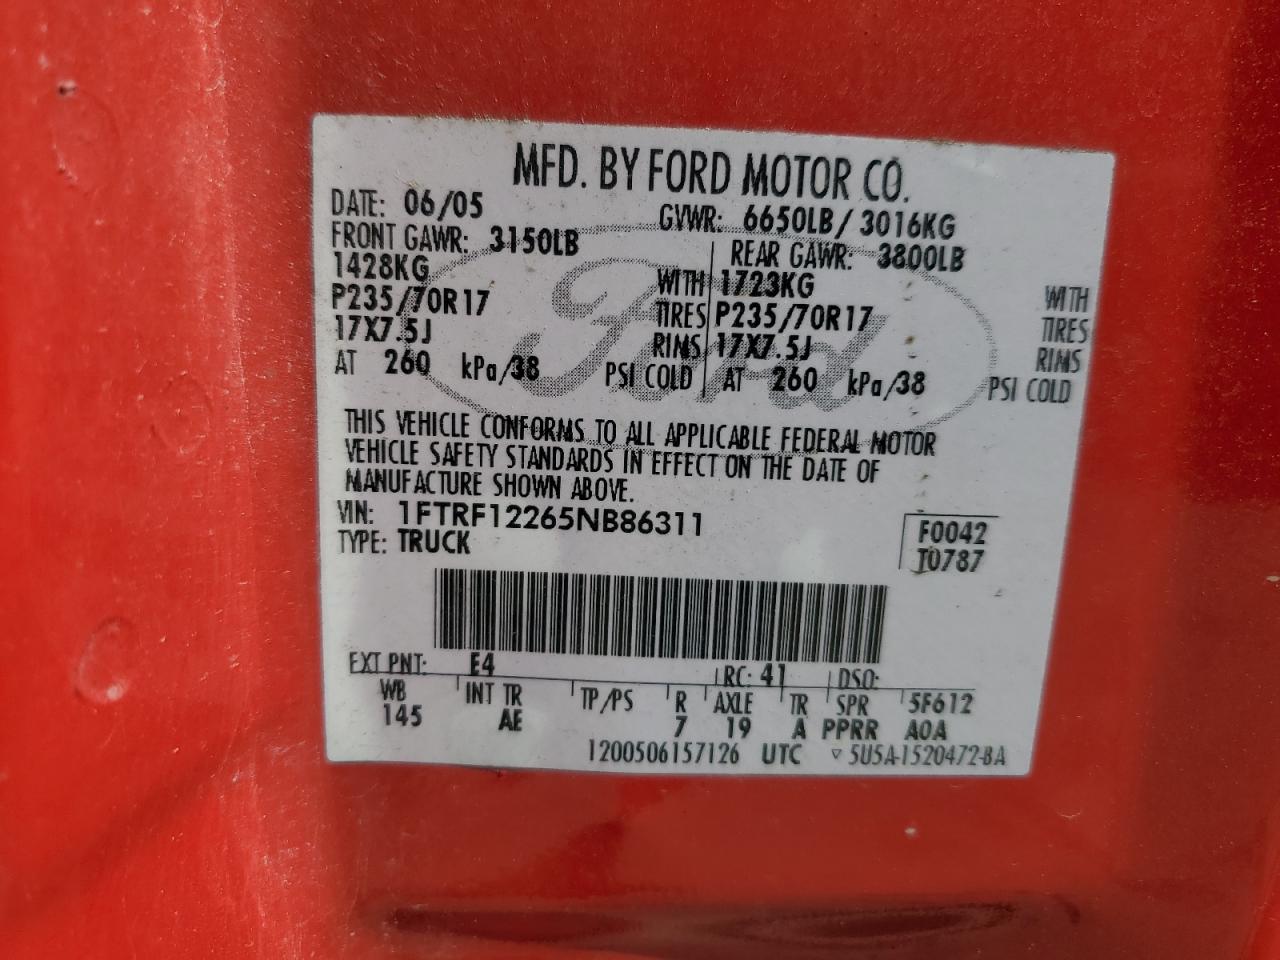 MFD. BY FORD MOTOR CO.
DATE: 06/05 GVWR: 6650LB/ 3016KG
FRONT GAWR: 3150LB REAR GAWR: 3800LB
1428KG WITH 1723KG WITH
P235/70R17 TIRES P235/70R17 TIRES
17X7.5J RIMS 17X7.5J RIMS
AT 260 kPa/38 PSI COLD AT 260 kPa/38 PSI COLD
Ford
THIS VEHICLE CONFORMS TO ALL APPLICABLE FEDERAL MOTOR
VEHICLE SAFETY STANDARDS IN EFFECT ON THE DATE OF
MANUFACTURE SHOWN ABOVE.
VIN: 1FTRF12265NB86311 F0042
TYPE: TRUCK T0787
EXT PNT: E4 RC: 41 DSO:
WB INT TR TP/PS R AXLE TR SPR 5F612
145 AE 7 19 A PPRR A0A
1200506157126 UTC ▽ 5U5A-1520472-BA